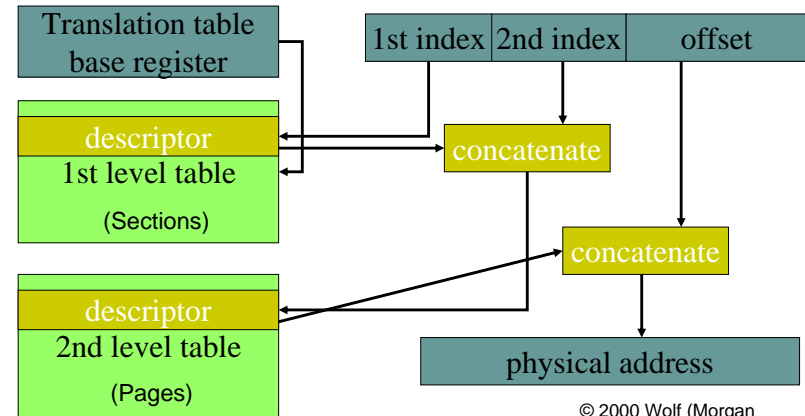 Translation table
base register
1st index
2nd index
offset
descriptor
1st level table
(Sections)
concatenate
concatenate
descriptor
2nd level table
(Pages)
physical address
© 2000 Wolf (Morgan